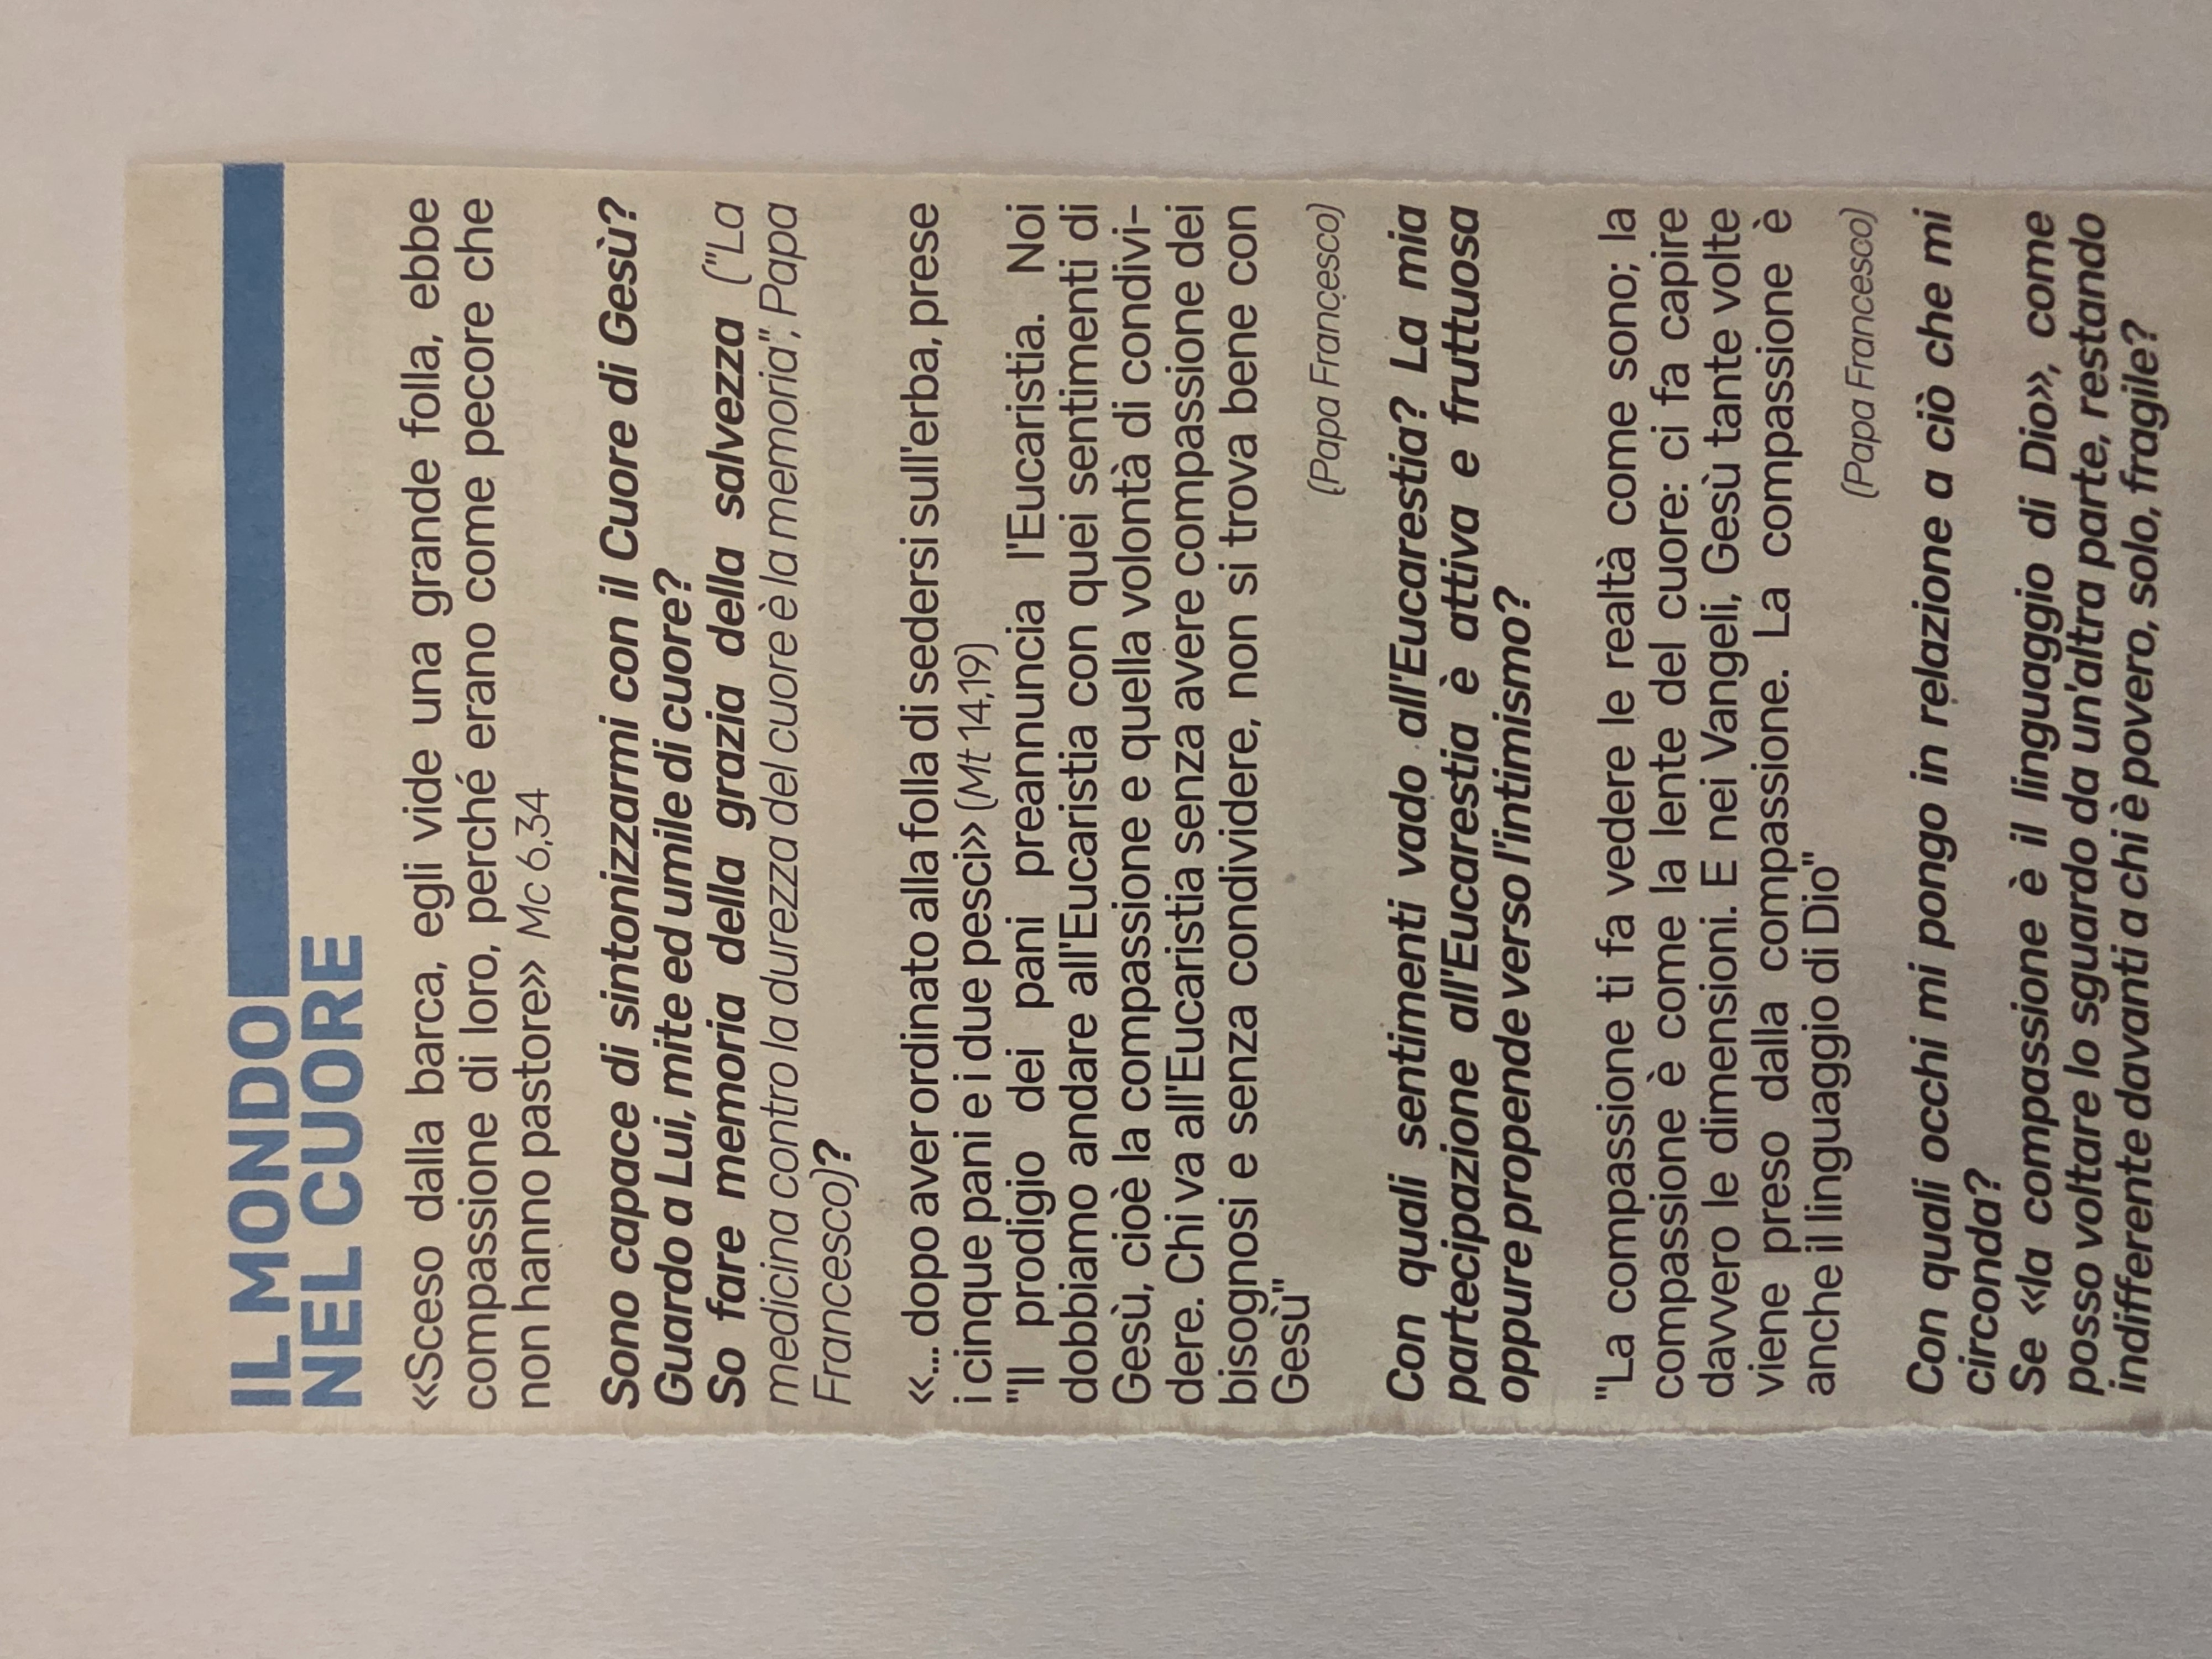 IL MONDO
NEL CUORE
«Sceso dalla barca, egli vide una grande folla, ebbe
compassione di loro, perché erano come pecore che
non hanno pastore» Mc 6,34
Sono capace di sintonizzarmi con il Cuore di Gesù?
Guardo a Lui, mite ed umile di cuore?
So fare memoria della grazia della salvezza ("La
medicina contro la durezza del cuore è la memoria", Papa
Francesco)?
«... dopo aver ordinato alla folla di sedersi sull'erba, prese
i cinque pani e i due pesci» (Mt 14,19)
"Il prodigio dei pani preannuncia l'Eucaristia. Noi
dobbiamo andare all'Eucaristia con quei sentimenti di
Gesù, cioè la compassione e quella volontà di condivi-
dere. Chi va all'Eucaristia senza avere compassione dei
bisognosi e senza condividere, non si trova bene con
Gesù"
(Papa Francesco)
Con quali sentimenti vado all'Eucarestia? La mia
partecipazione all'Eucarestia è attiva e fruttuosa
oppure propende verso l'intimismo?
"La compassione ti fa vedere le realtà come sono; la
compassione è come la lente del cuore: ci fa capire
davvero le dimensioni. E nei Vangeli, Gesù tante volte
viene preso dalla compassione. La compassione è
anche il linguaggio di Dio"
(Papa Francesco)
Con quali occhi mi pongo in relazione a ciò che mi
circonda?
Se «la compassione è il linguaggio di Dio», come
posso voltare lo sguardo da un'altra parte, restando
indifferente davanti a chi è povero, solo, fragile?